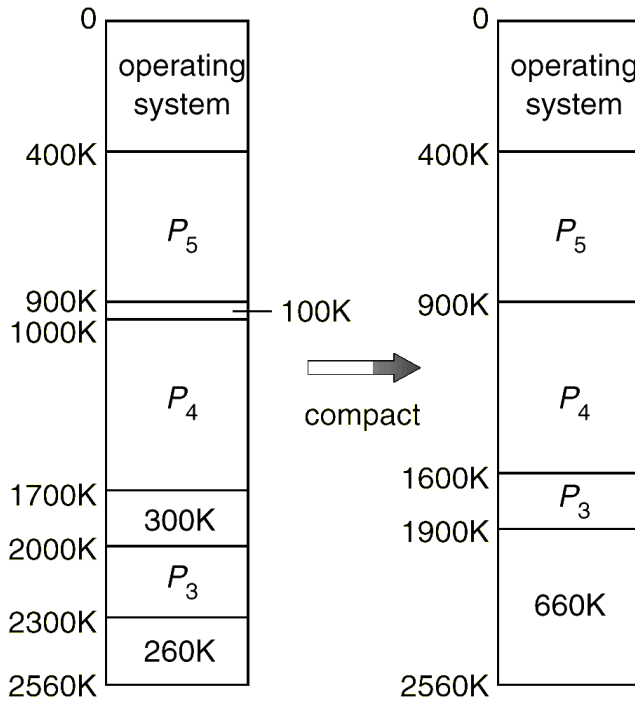 0
operating
system
400K
P5
900K
100K
1000K
P4
1700K
300K
2000K
P3
2300K
260K
2560K
compact
0
operating
system
400K
P5
900K
P4
1600K
P3
1900K
660K
2560K